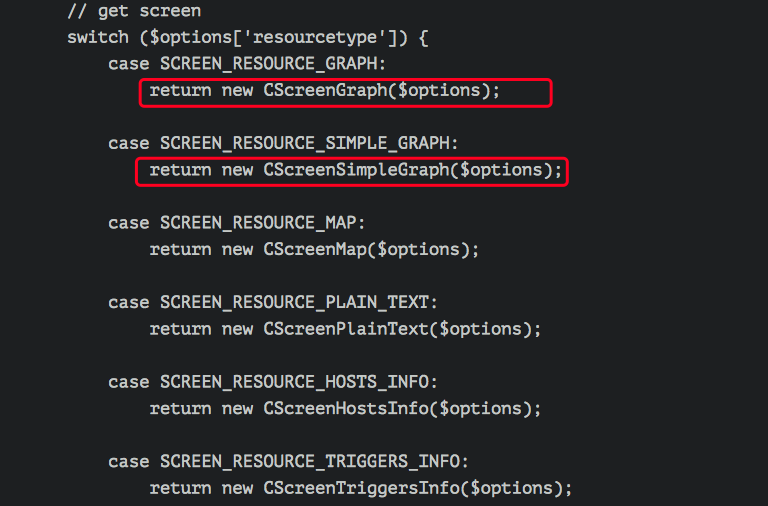 // get screen
switch ($options['resourcetype']) {
case SCREEN_RESOURCE_GRAPH:
return new CScreenGraph($options);
case SCREEN_RESOURCE_SIMPLE_GRAPH:
return new CScreenSimpleGraph($options);
case SCREEN_RESOURCE_MAP:
return new CScreenMap($options);
case SCREEN_RESOURCE_PLAIN_TEXT:
return new CScreenPlainText($options);
case SCREEN_RESOURCE_HOSTS_INFO:
return new CScreenHostsInfo($options);
case SCREEN_RESOURCE_TRIGGERS_INFO:
return new CScreenTriggersInfo($options);